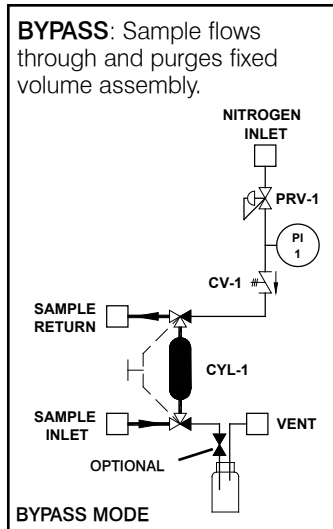 BYPASS: Sample flows
through and purges fixed
volume assembly.
NITROGEN
INLET
PRV-1
PI
1
CV-1
SAMPLE
RETURN
CYL-1
SAMPLE
INLET
VENT
OPTIONAL
BYPASS MODE